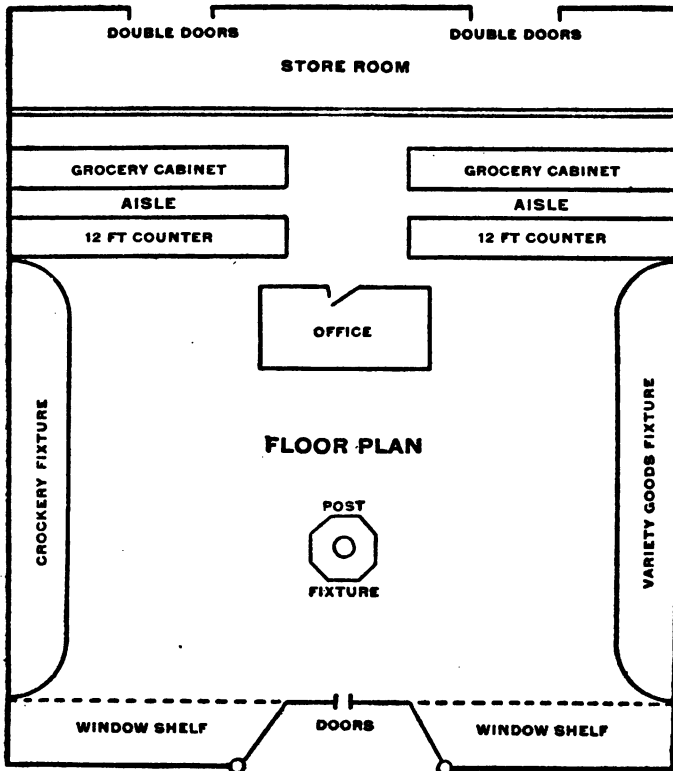 DOUBLE DOORS
DOUBLE DOORS
STORE ROOM
GROCERY CABINET
GROCERY CABINET
AISLE
AISLE
12 FT COUNTER
12 FT COUNTER
OFFICE
CROCKERY FIXTURE
FLOOR PLAN
VARIETY GOODS FIXTURE
POST
FIXTURE
WINDOW SHELF
DOORS
WINDOW SHELF